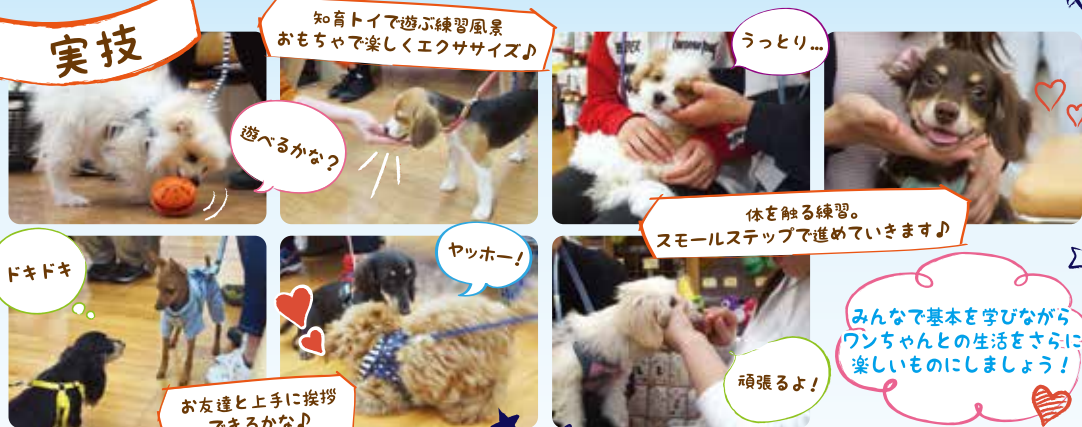 実技
知育トイで遊ぶ練習風景
おもちゃで楽しくエクササイズ♪
遊べるかな?
うっとり…
体を触る練習。
スモールステップで進めていきます♪
ドキドキ
ヤッホー!
お友達と上手に挨拶
できるかな♪
頑張るよ!
みんなで基本を学びながら
ワンちゃんとの生活をさらに
楽しいものにしましょう!